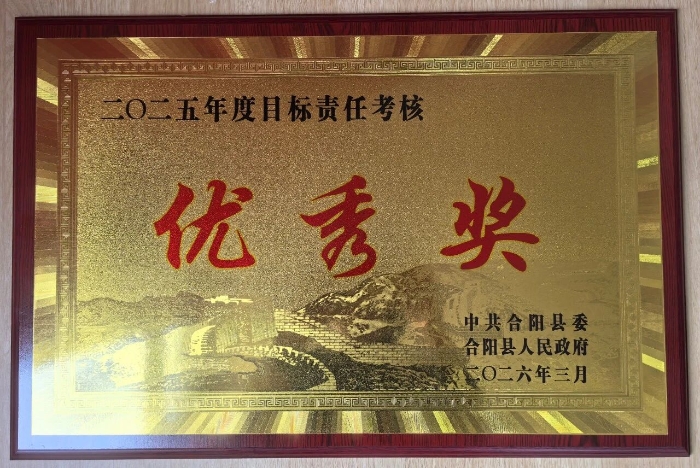 二〇二五年度目标责任考核
优秀奖
中共合阳县委
合阳县人民政府
二〇二六年三月